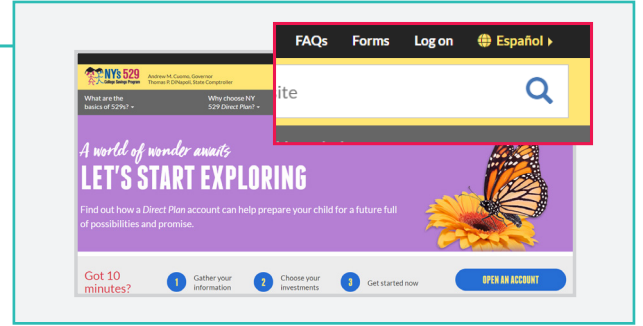 FAQs Forms Log on Español
ite
NY's 529
College Savings Program
Andrew M. Cuomo, Governor
Thomas P. DiNapoli, State Comptroller
What are the
basics of 529s?
Why choose NY
529 Direct Plan?
A world of wonder awaits
LET'S START EXPLORING
Find out how a Direct Plan account can help prepare your child for a future full
of possibilities and promise.
Got 10
minutes?
1 Gather your
information
2 Choose your
investments
3 Get started now
OPEN AN ACCOUNT